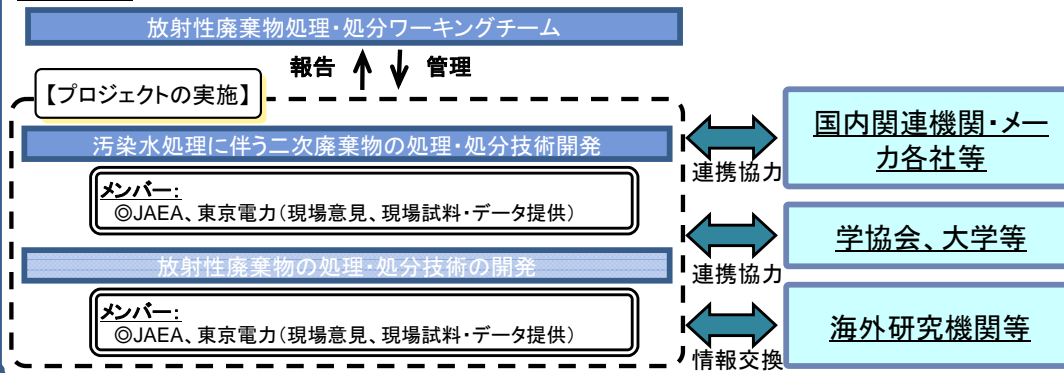 放射性廃棄物処理・処分ワーキングチーム
報告 管理
【プロジェクトの実施】
汚染水処理に伴う二次廃棄物の処理・処分技術開発
メンバー:
◎JAEA、東京電力(現場意見、現場試料・データ提供)
放射性廃棄物の処理・処分技術の開発
メンバー:
◎JAEA、東京電力(現場意見、現場試料・データ提供)
連携協力
国内関連機関・メー
カ各社等
連携協力
学協会、大学等
情報交換
海外研究機関等